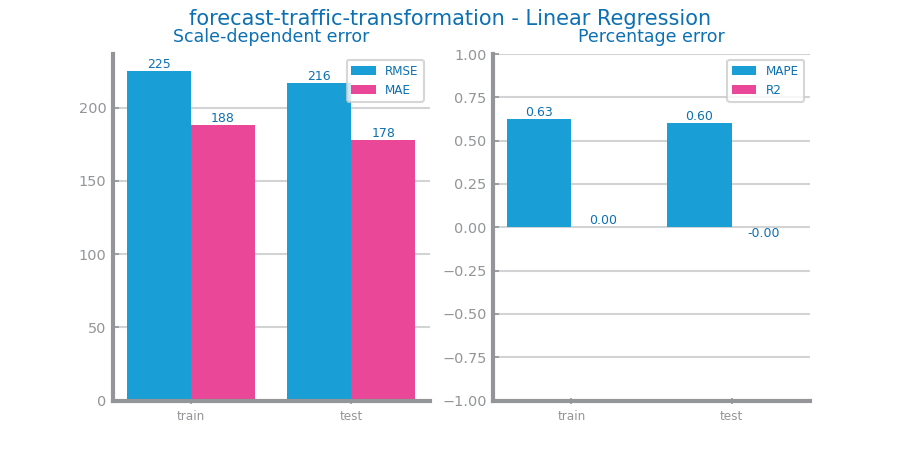 forecast-traffic-transformation - Linear Regression
Scale-dependent error
225
188
216
178
RMSE
MAE
200
150
100
50
0
train
test
Percentage error
0.63
0.00
0.60
-0.00
MAPE
R2
1.00
0.75
0.50
0.25
0.00
−0.25
−0.50
−0.75
−1.00
train
test